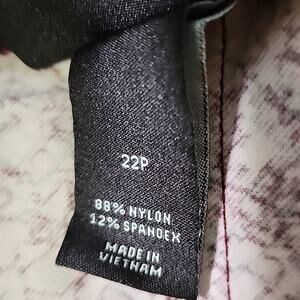 22P
88% NYLON
12% SPANDEX
MADE IN
VIETNAM